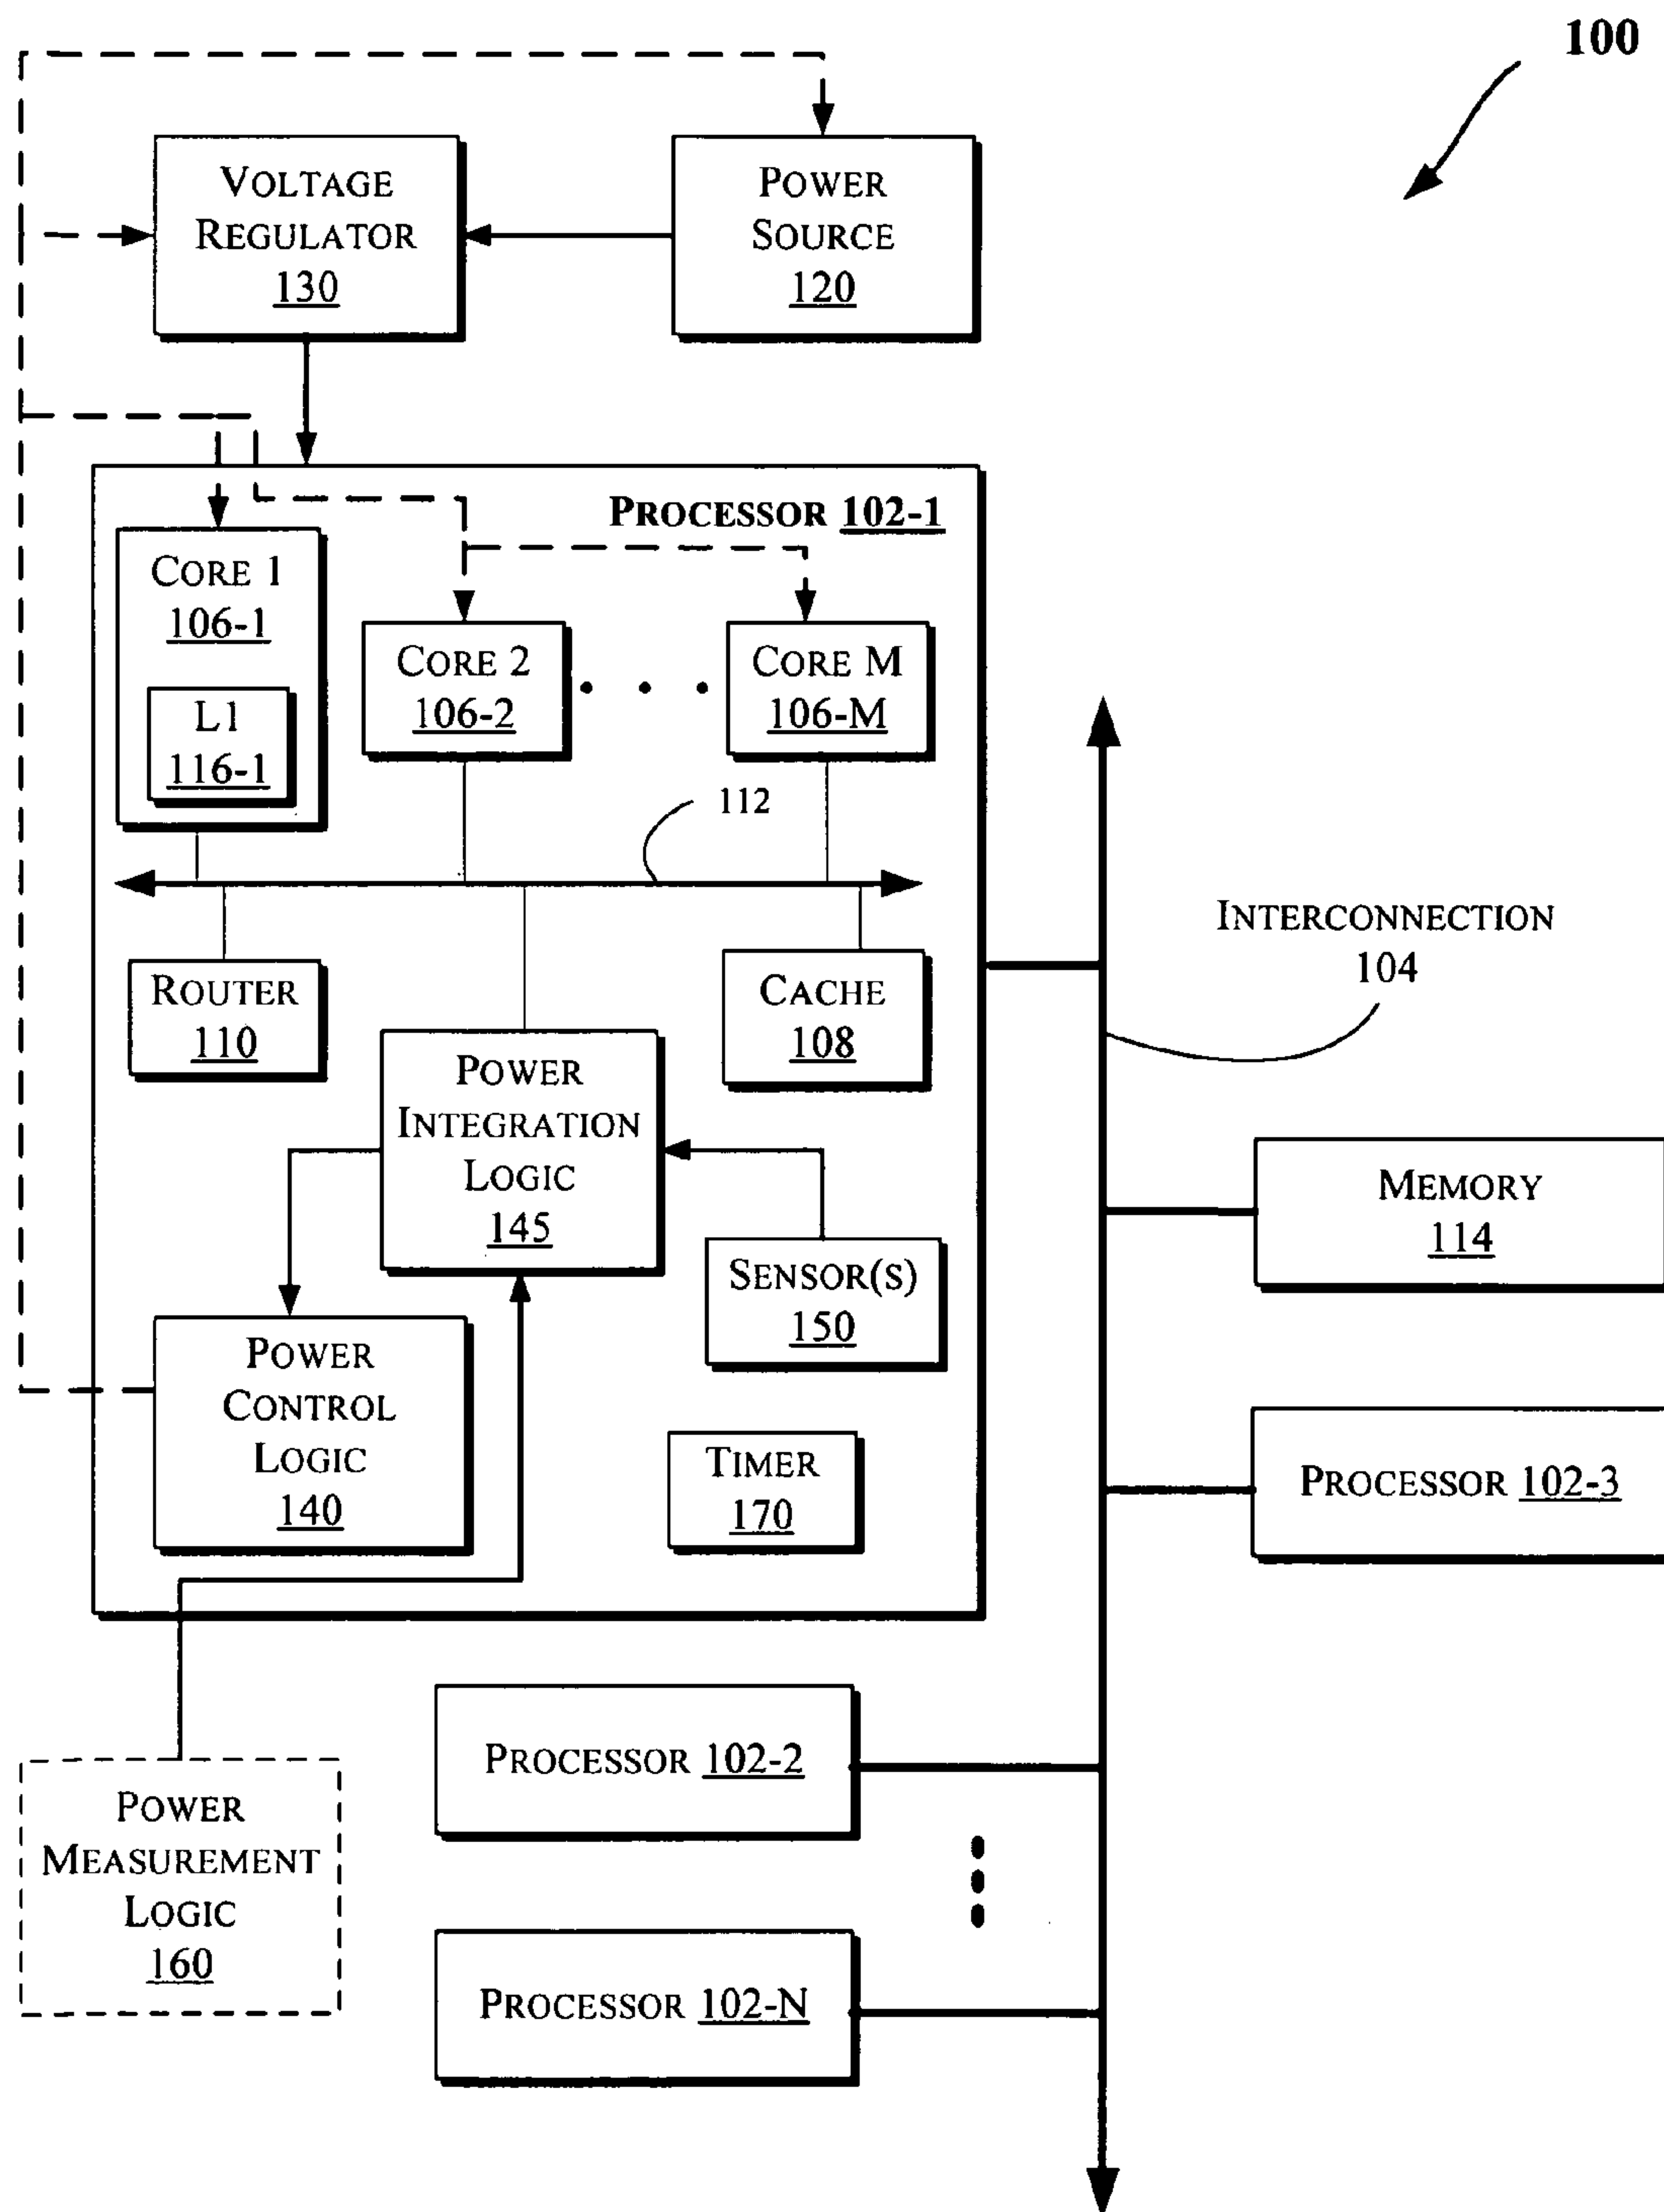 100
VOLTAGE
REGULATOR
130
POWER
SOURCE
120
PROCESSOR 102-1
CORE 1
106-1
L1
116-1
CORE 2
106-2
CORE M
106-M
112
INTERCONNECTION
104
ROUTER
110
CACHE
108
POWER
INTEGRATION
LOGIC
145
SENSOR(S)
150
MEMORY
114
POWER
CONTROL
LOGIC
140
TIMER
170
PROCESSOR 102-3
PROCESSOR 102-2
POWER
MEASUREMENT
LOGIC
160
PROCESSOR 102-N